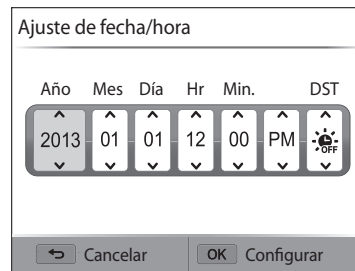 Ajuste de fecha/hora
Año Mes Día Hr Min. DST
2013 01 01 12 00 PM OFF
Cancelar OK Configurar